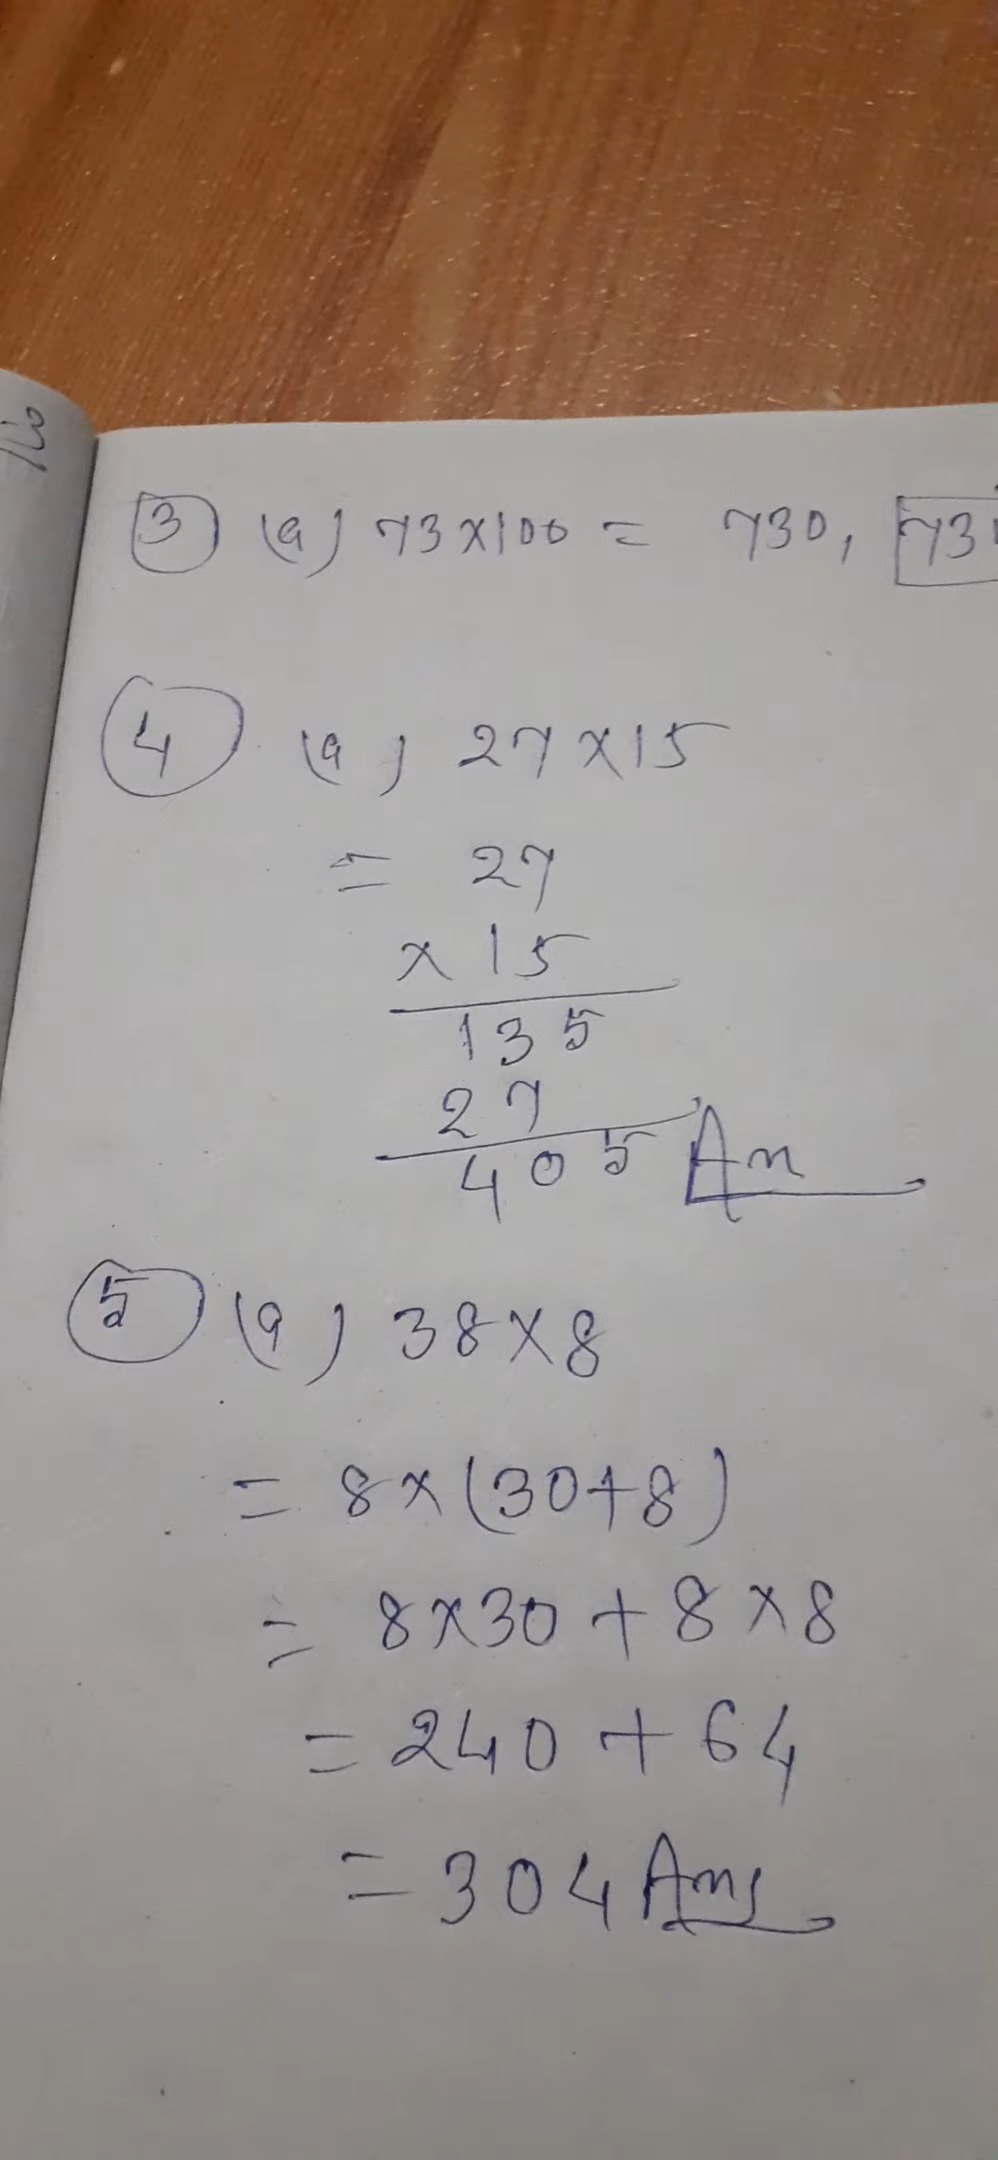 3 (a) 73×100 = 730, 73
4 (a) 27×15
= 27
× 15
135
27
405 An
5 (a) 38×8
= 8×(30+8)
= 8×30 + 8×8
= 240 + 64
= 304 Ans